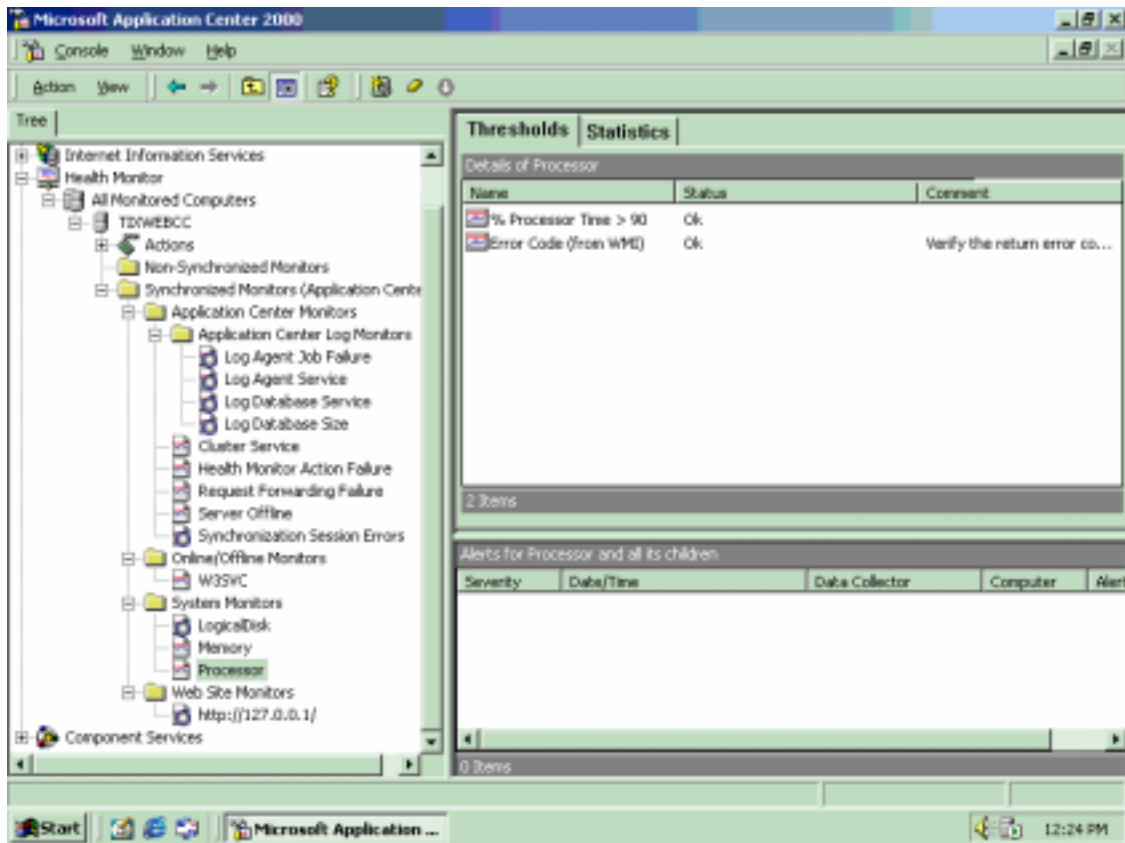 Microsoft Application Center 2000
Console Window Help
Action View
Tree
Internet Information Services
Health Monitor
All Monitored Computers
TIXWEBCC
Actions
Non-Synchronized Monitors
Synchronized Monitors (Application Cente
Application Center Monitors
Application Center Log Monitors
Log Agent Job Failure
Log Agent Service
Log Database Service
Log Database Size
Cluster Service
Health Monitor Action Failure
Request Forwarding Failure
Server Offline
Synchronization Session Errors
Online/Offline Monitors
W3SVC
System Monitors
LogicalDisk
Memory
Processor
Web Site Monitors
http://127.0.0.1/
Component Services
Thresholds Statistics
Details of Processor
Name Status Comment
% Processor Time > 90 Ok
Error Code (from WMI) Ok Verify the return error co...
2 Items
Alerts for Processor and all its children
Severity Date/Time Data Collector Computer Alert
0 Items
Start Microsoft Application ... 12:24 PM